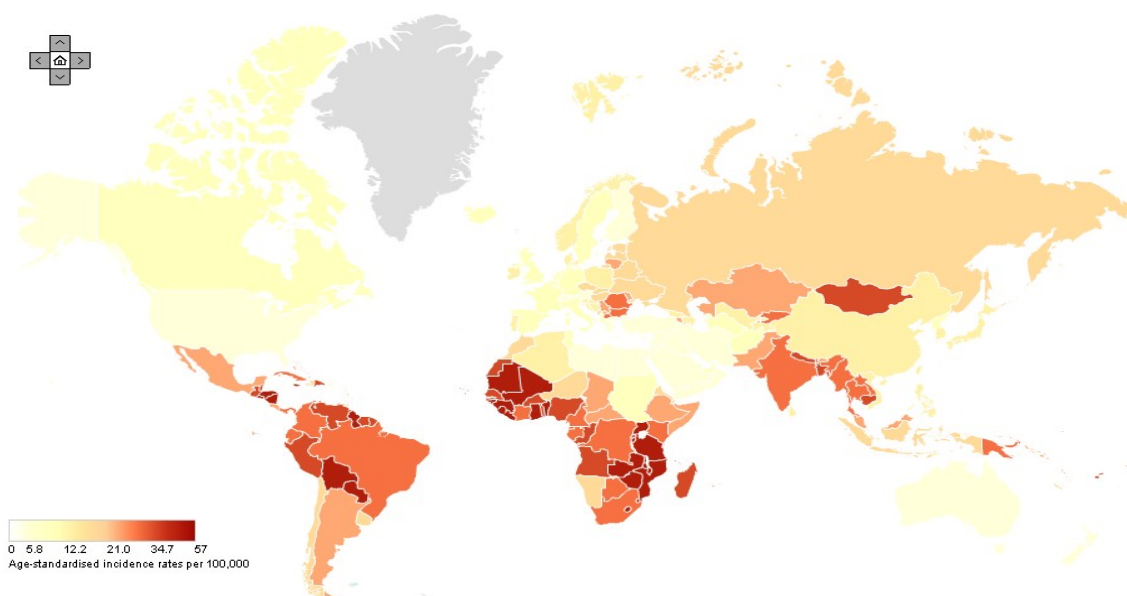 0 5.8 12.2 21.0 34.7 57
Age-standardised incidence rates per 100,000